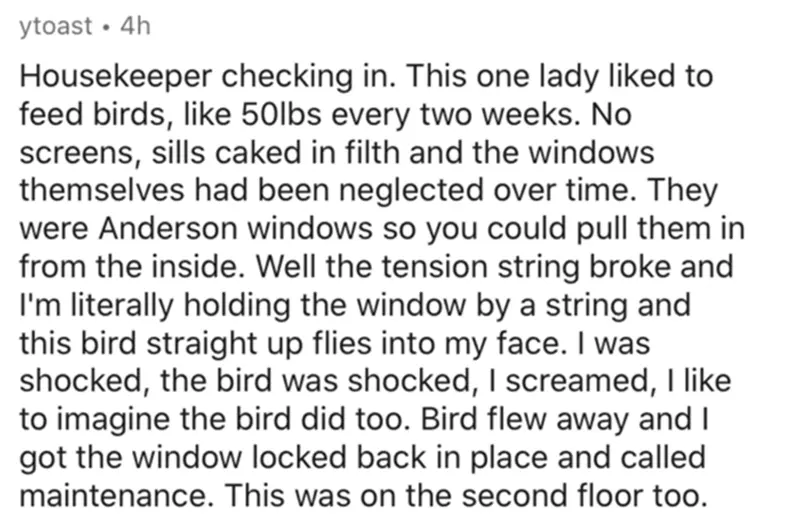 ytoast • 4h
Housekeeper checking in. This one lady liked to
feed birds, like 50lbs every two weeks. No
screens, sills caked in filth and the windows
themselves had been neglected over time. They
were Anderson windows so you could pull them in
from the inside. Well the tension string broke and
I'm literally holding the window by a string and
this bird straight up flies into my face. I was
shocked, the bird was shocked, I screamed, I like
to imagine the bird did too. Bird flew away and I
got the window locked back in place and called
maintenance. This was on the second floor too.